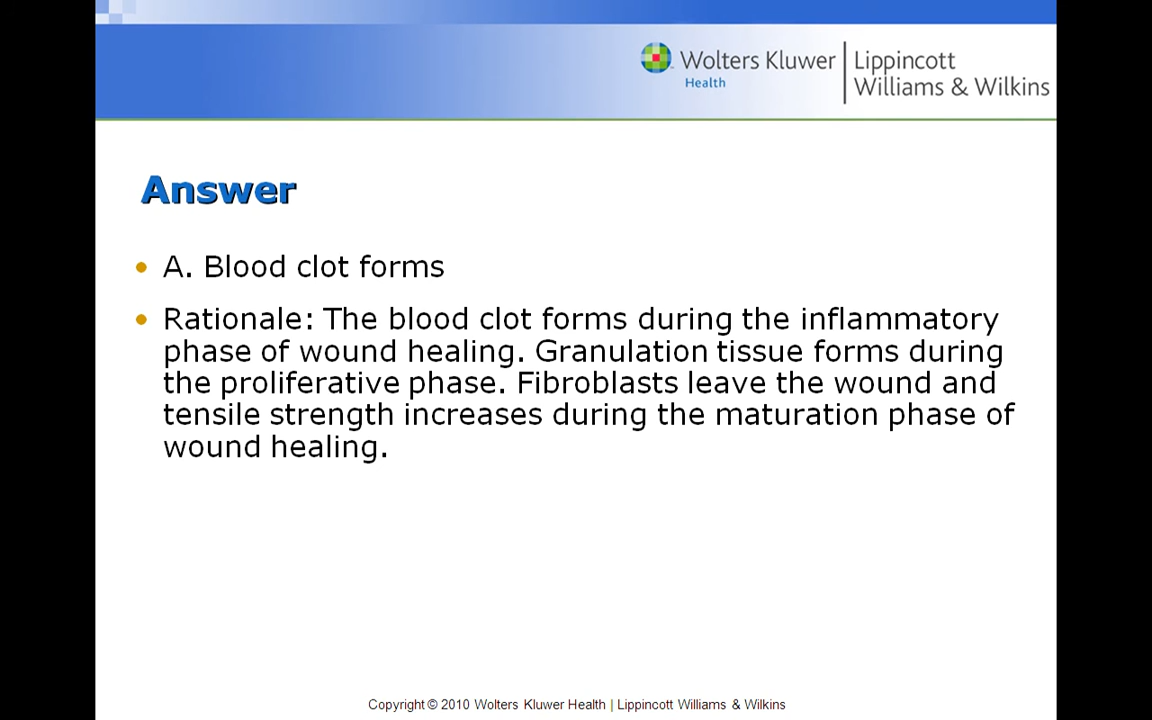 Wolters Kluwer
Health
Lippincott
Williams & Wilkins
Answer
• A. Blood clot forms
• Rationale: The blood clot forms during the inflammatory
phase of wound healing. Granulation tissue forms during
the proliferative phase. Fibroblasts leave the wound and
tensile strength increases during the maturation phase of
wound healing.
Copyright © 2010 Wolters Kluwer Health | Lippincott Williams & Wilkins